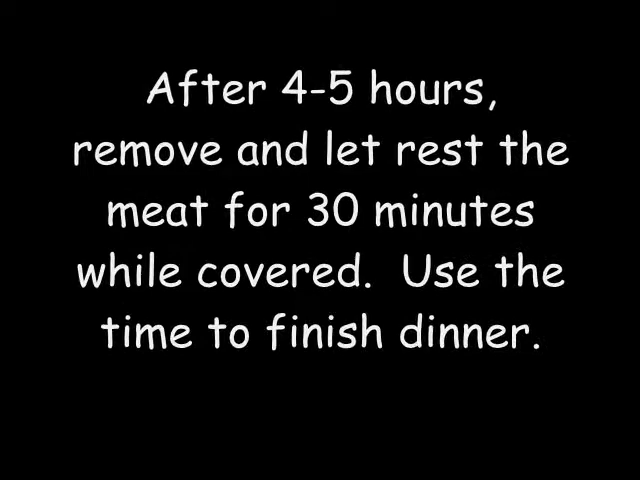 After 4-5 hours,
remove and let rest the
meat for 30 minutes
while covered.  Use the
time to finish dinner.